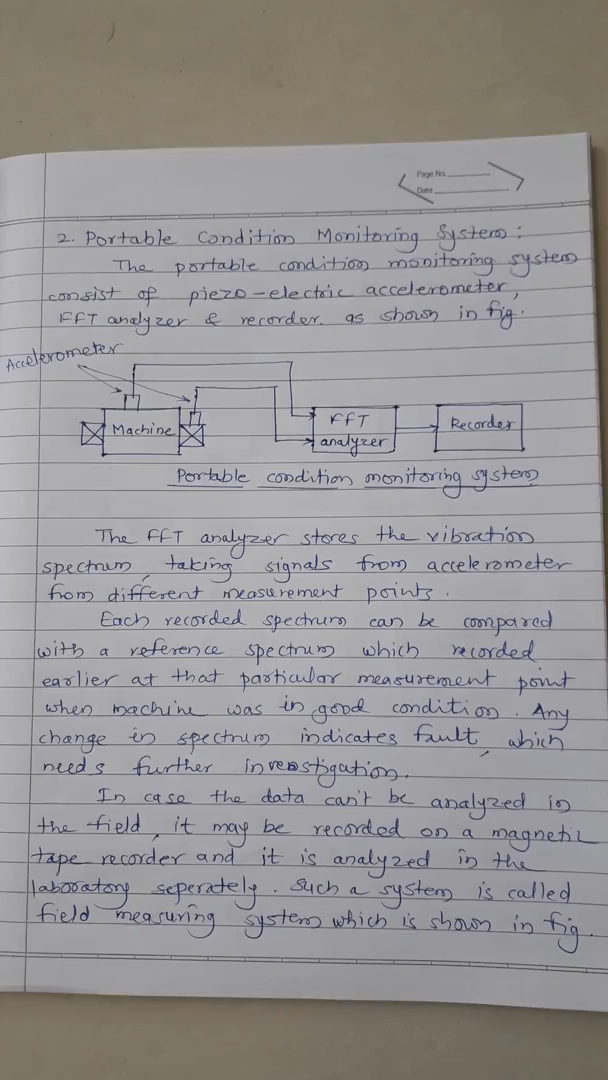 Page No.
Date
2. Portable Condition Monitoring System:
The portable condition monitoring system
consist of piezo-electric accelerometer,
FFT analyzer & recorder. as shown in fig.
Accelerometer
Machine
FFT
analyzer
Recorder
Portable condition monitoring system
The FFT analyzer stores the vibration
spectrum, taking signals from accelerometer
from different measurement points.
Each recorded spectrum can be compared
with a reference spectrum which recorded
earlier at that particular measurement point
when machine was in good condition. Any
change in spectrum indicates fault, which
needs further investigation.
In case the data can't be analyzed in
the field, it may be recorded on a magnetic
tape recorder and it is analyzed in the
laboratory seperately. Such a system is called
field measuring system which is shown in fig.